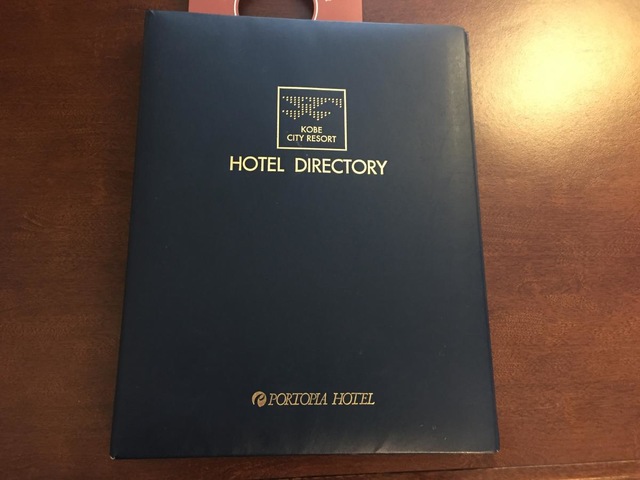 KOBE
CITY RESORT
HOTEL DIRECTORY
PORTOPIA HOTEL